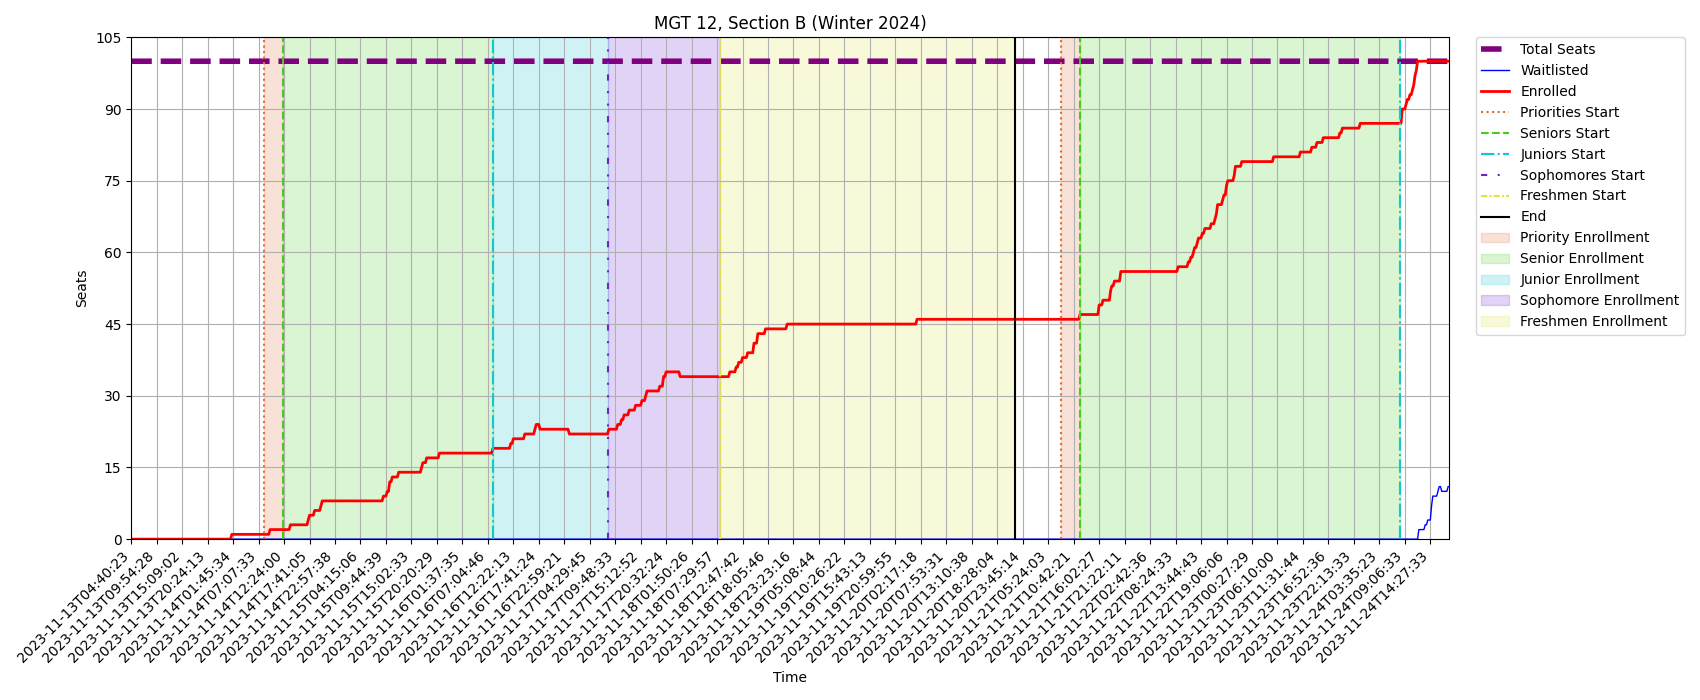 MGT 12, Section B (Winter 2024)
Seats
105
90
75
60
45
30
15
0
2023-11-13T04:40:23
2023-11-13T09:54:28
2023-11-13T15:09:02
2023-11-13T20:24:13
2023-11-14T01:45:34
2023-11-14T07:07:33
2023-11-14T12:24:00
2023-11-14T17:41:05
2023-11-14T22:57:38
2023-11-15T04:15:06
2023-11-15T09:44:39
2023-11-15T15:02:33
2023-11-15T20:20:29
2023-11-16T01:37:35
2023-11-16T07:04:46
2023-11-16T12:22:13
2023-11-16T17:41:24
2023-11-16T22:59:21
2023-11-17T04:29:45
2023-11-17T09:48:33
2023-11-17T15:12:52
2023-11-17T20:32:24
2023-11-18T01:50:26
2023-11-18T07:29:57
2023-11-18T12:47:42
2023-11-18T18:05:46
2023-11-18T23:23:16
2023-11-19T05:08:44
2023-11-19T10:26:22
2023-11-19T15:43:13
2023-11-19T20:59:55
2023-11-20T02:17:18
2023-11-20T07:53:31
2023-11-20T13:10:38
2023-11-20T18:28:04
2023-11-20T23:45:14
2023-11-21T05:24:03
2023-11-21T10:42:21
2023-11-21T16:02:27
2023-11-21T21:22:11
2023-11-22T02:42:36
2023-11-22T08:24:33
2023-11-22T13:44:43
2023-11-22T19:06:06
2023-11-23T00:27:29
2023-11-23T06:10:00
2023-11-23T11:31:44
2023-11-23T16:52:36
2023-11-23T22:13:33
2023-11-24T03:35:23
2023-11-24T09:06:33
2023-11-24T14:27:33
Time
Total Seats
Waitlisted
Enrolled
Priorities Start
Seniors Start
Juniors Start
Sophomores Start
Freshmen Start
End
Priority Enrollment
Senior Enrollment
Junior Enrollment
Sophomore Enrollment
Freshmen Enrollment